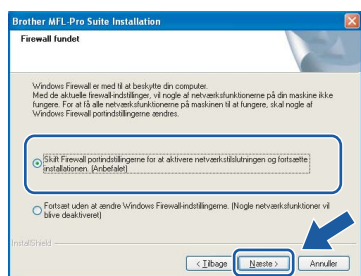 Brother MFL-Pro Suite Installation
Firewall fundet
Windows Firewall er med til at beskytte din computer.
Med de aktuelle firewall-indstillinger, vil nogle af netværksfunktionerne på din maskine ikke
fungere. For at få alle netværksfunktionerne på maskinen til at fungere, skal nogle af
Windows Firewall portindstillingerne ændres.
Skift Firewall portindstillingerne for at aktivere netværkstilslutningen og fortsætte
installationen. (Anbefalet)
Fortsæt uden at ændre Windows Firewall-indstillingerne. (Nogle netværksfunktioner vil
blive deaktiveret)
InstallShield
< Tilbage
Næste >
Annuller